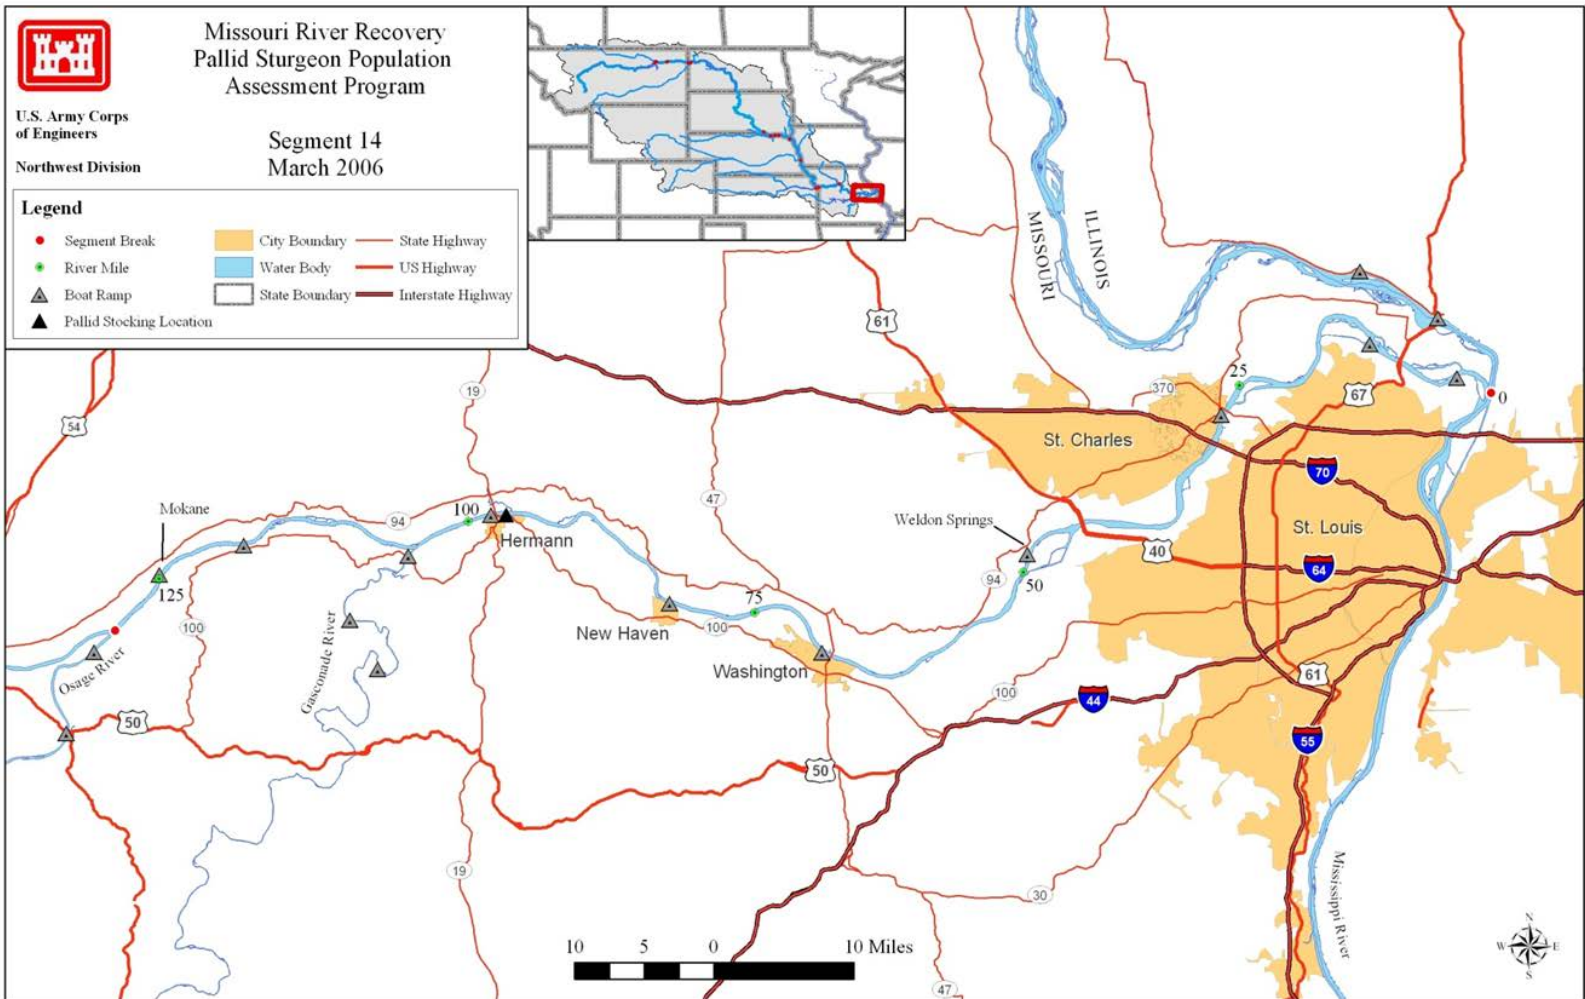 Missouri River Recovery
Pallid Sturgeon Population
Assessment Program
U.S. Army Corps
of Engineers
Northwest Division
Segment 14
March 2006
Legend
Segment Break
River Mile
Boat Ramp
Pallid Stocking Location
City Boundary
Water Body
State Boundary
State Highway
US Highway
Interstate Highway
MISSOURI
ILLINOIS
61
54
19
370
25
67
0
St. Charles
70
47
Mokane
94
100
Hermann
Weldon Springs
St. Louis
40
64
94
50
125
100
Gasconade River
New Haven
100
75
Washington
Osage River
50
61
100
44
55
50
19
30
Mississippi River
10 5 0 10 Miles
47
N
W E
S